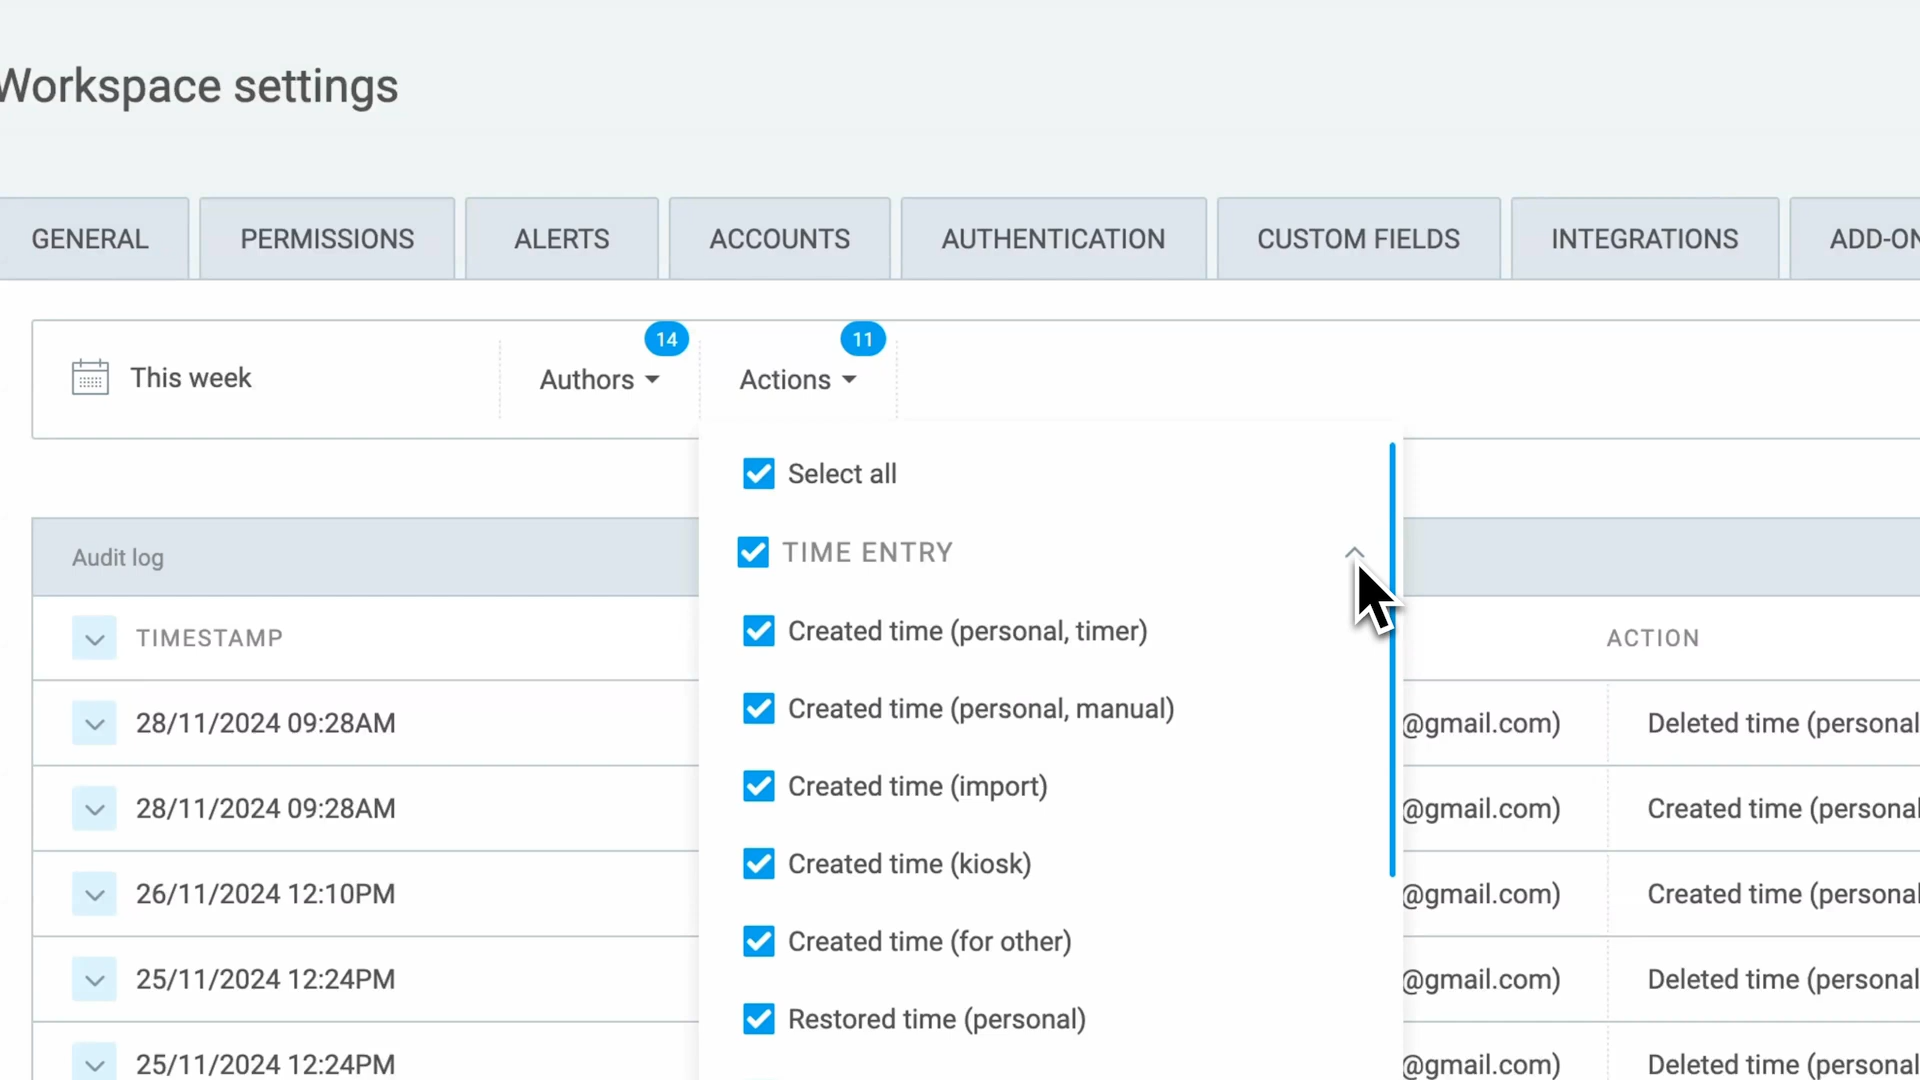 Workspace settings
GENERAL PERMISSIONS ALERTS ACCOUNTS AUTHENTICATION CUSTOM FIELDS INTEGRATIONS ADD-ON
14 11
This week Authors Actions
Select all
TIME ENTRY
Audit log
Created time (personal, timer)
TIMESTAMP ACTION
Created time (personal, manual)
28/11/2024 09:28AM @gmail.com) Deleted time (personal
Created time (import)
28/11/2024 09:28AM @gmail.com) Created time (personal
Created time (kiosk)
26/11/2024 12:10PM @gmail.com) Created time (personal
Created time (for other)
25/11/2024 12:24PM @gmail.com) Deleted time (personal
Restored time (personal)
25/11/2024 12:24PM @gmail.com) Deleted time (personal